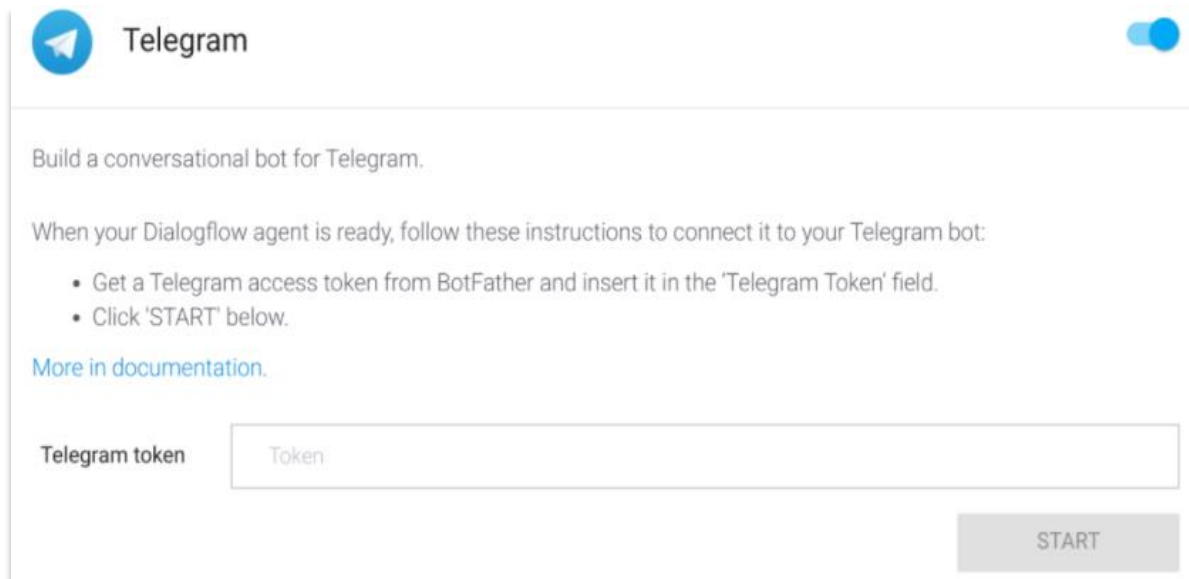 Telegram
Build a conversational bot for Telegram.
When your Dialogflow agent is ready, follow these instructions to connect it to your Telegram bot:
• Get a Telegram access token from BotFather and insert it in the ‘Telegram Token’ field.
• Click 'START' below.
More in documentation.
Telegram token
Token
START